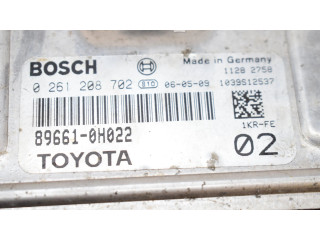 BOSCH
Made in Germany
1128 2758
0 261 208 702 810 06-05-09 1039S12537
89661-0H022
1KR-FE
TOYOTA
02